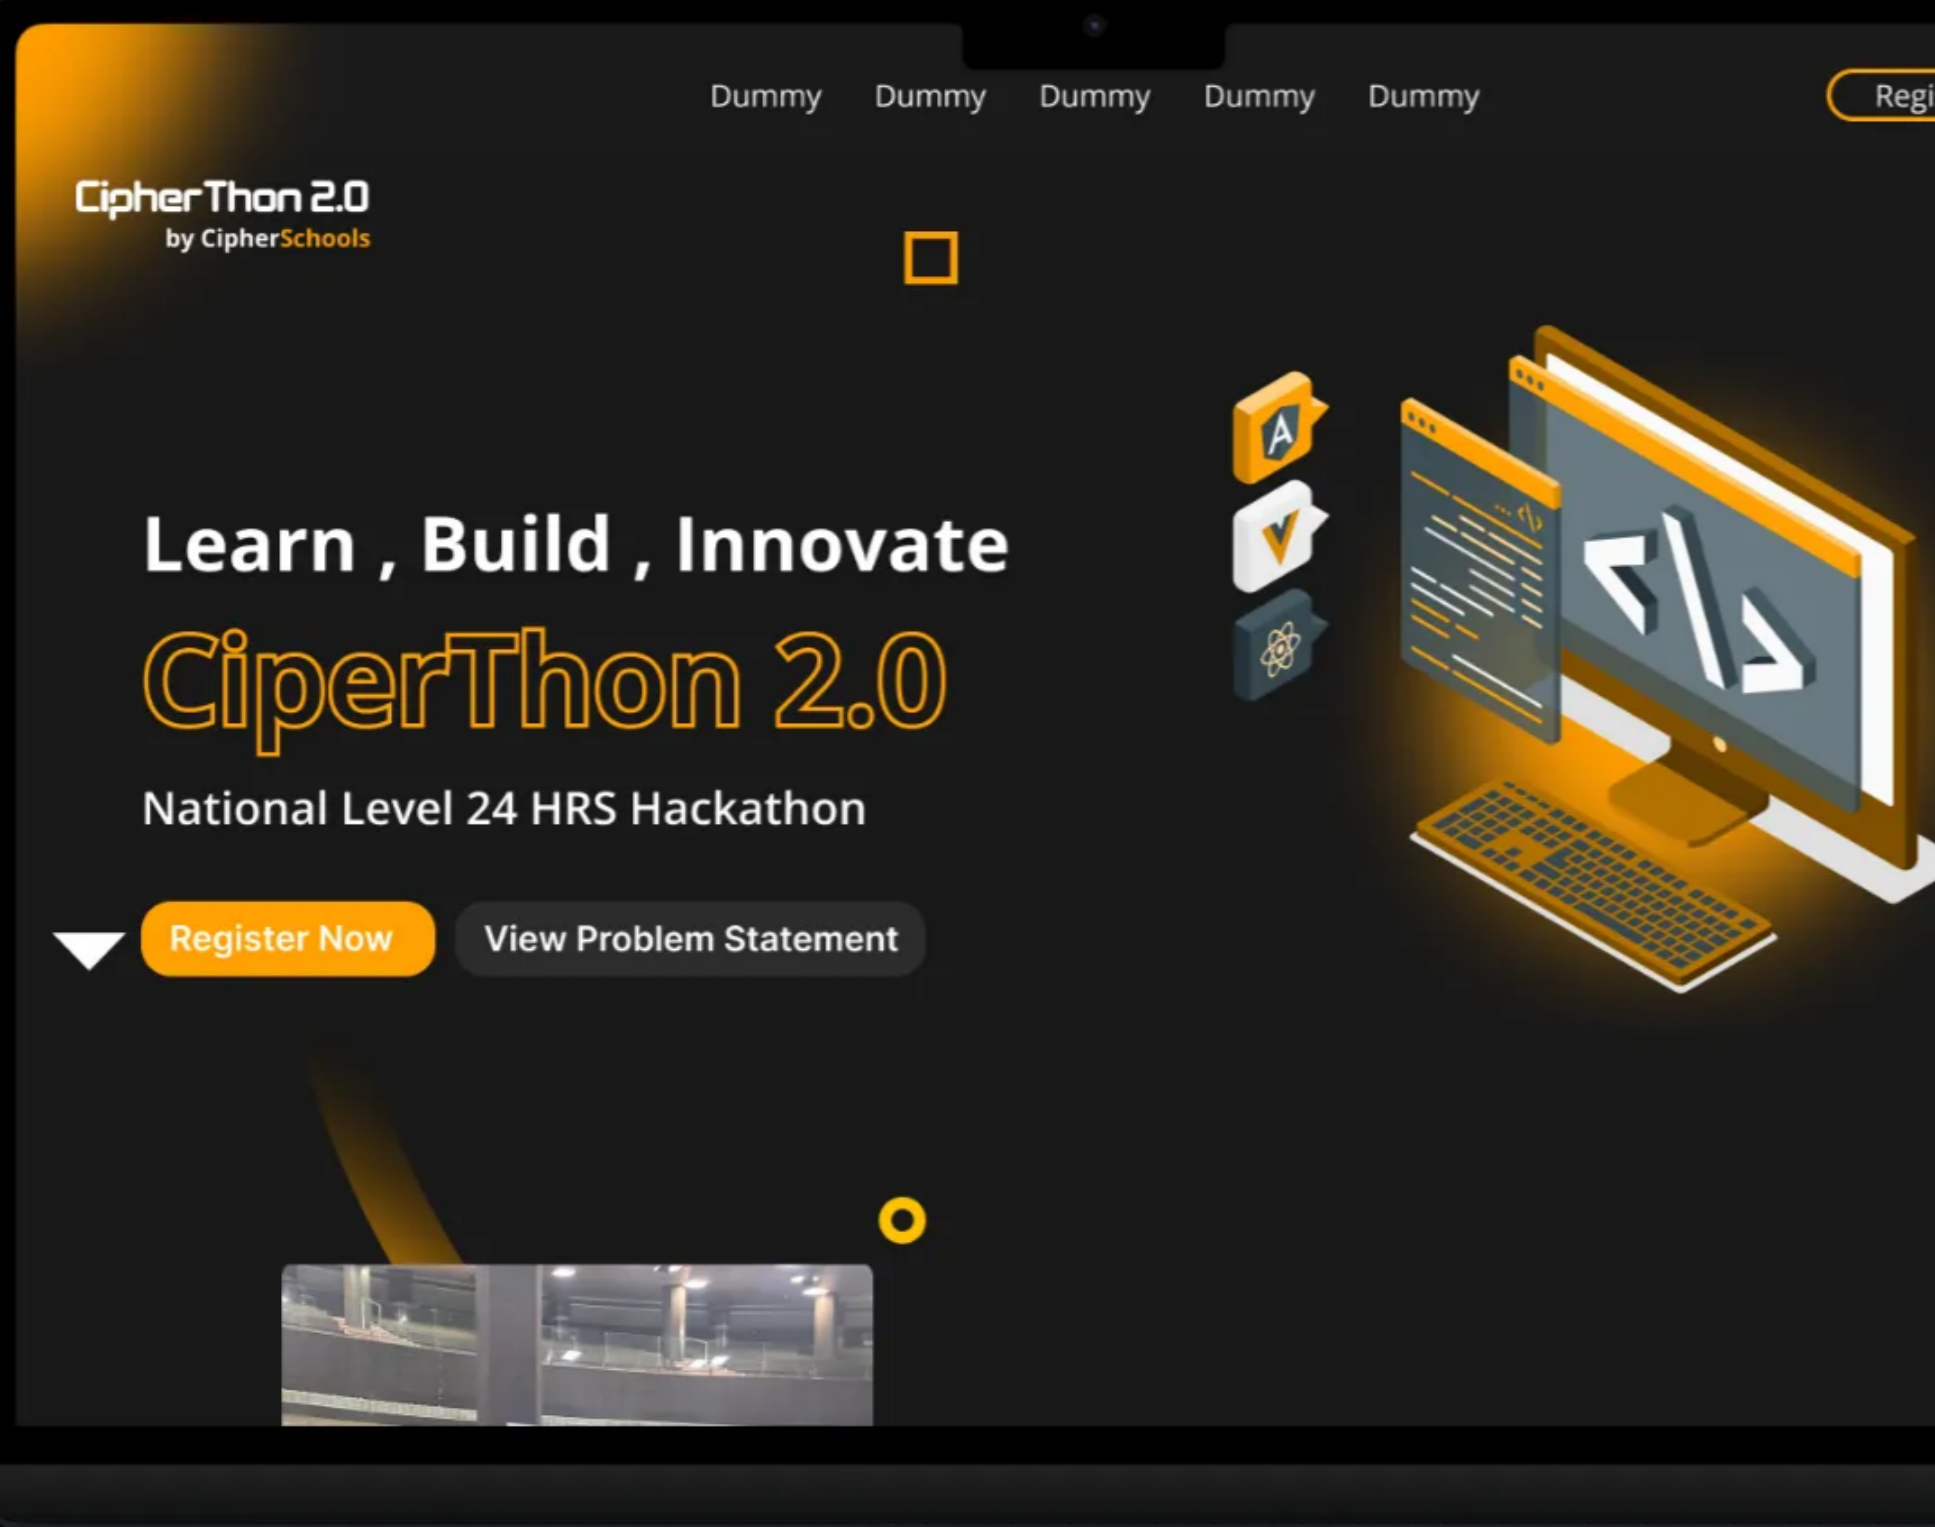 Dummy Dummy Dummy Dummy Dummy Regi
CipherThon 2.0
by CipherSchools
A
V
Learn , Build , Innovate
</>
CiperThon 2.0
National Level 24 HRS Hackathon
Register Now View Problem Statement